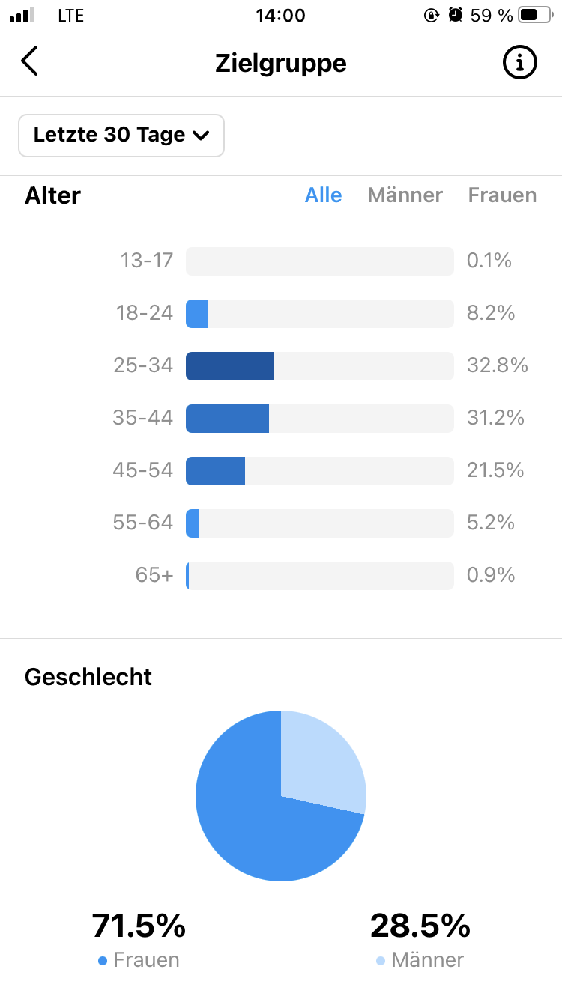 LTE 14:00 59 %
Zielgruppe
Letzte 30 Tage
Alter Alle Männer Frauen
13-17 0.1%
18-24 8.2%
25-34 32.8%
35-44 31.2%
45-54 21.5%
55-64 5.2%
65+ 0.9%
Geschlecht
71.5% 28.5%
Frauen Männer